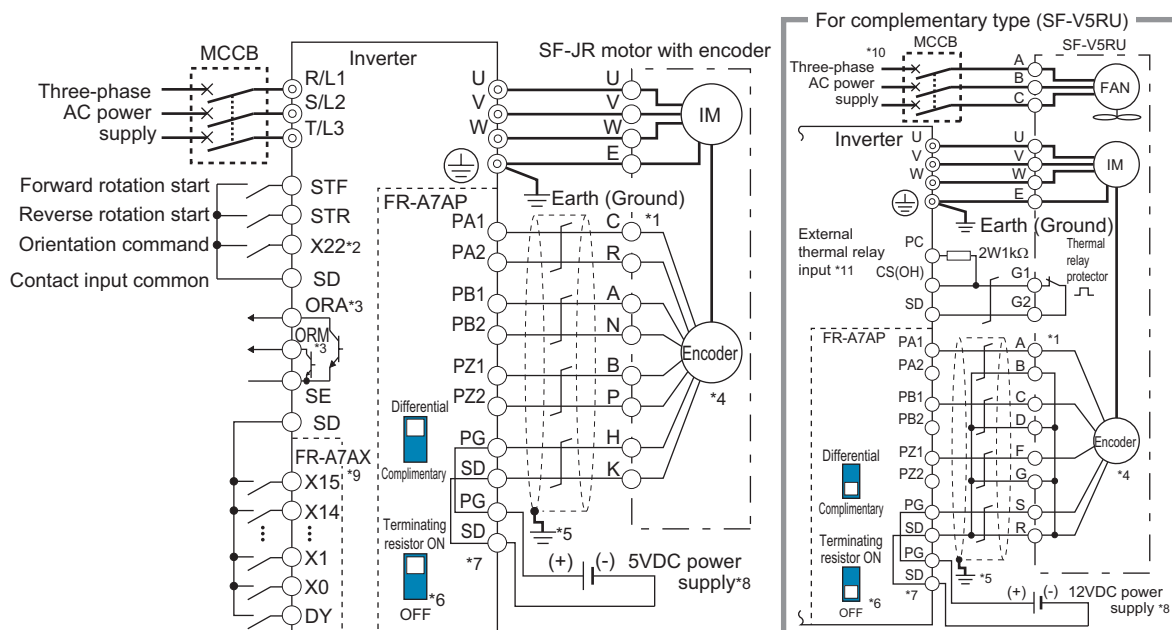 MCCB
Three-phase
AC power
supply
R/L1
S/L2
T/L3
Inverter
Forward rotation start
Reverse rotation start
Orientation command
Contact input common
STF
STR
X22*2
SD
ORA*3
ORM
*3
SE
SD
FR-A7AX
*9
X15
X14
X1
X0
DY
SF-JR motor with encoder
U
V
W
U
V
W
E
IM
Earth (Ground)
FR-A7AP
PA1
PA2
PB1
PB2
PZ1
PZ2
PG
SD
PG
SD
*7
C
*1
R
A
N
B
P
H
K
Encoder
*4
Differential
Complimentary
Terminating
resistor ON
*6
OFF
*5
(+)
(-)
5VDC power
supply*8
For complementary type (SF-V5RU)
MCCB
*10
Three-phase
AC power
supply
A
B
C
SF-V5RU
FAN
Inverter
U
V
W
U
V
W
E
IM
Earth (Ground)
External
thermal relay
input *11
PC
CS(OH)
SD
2W1kΩ
G1
G2
Thermal
relay
protector
FR-A7AP
PA1
PA2
PB1
PB2
PZ1
PZ2
PG
SD
PG
SD
*7
A
*1
B
C
D
F
G
S
R
Encoder
*4
Differential
Complimentary
Terminating
resistor ON
*6
OFF
*5
(+)
(-)
12VDC power
supply *8